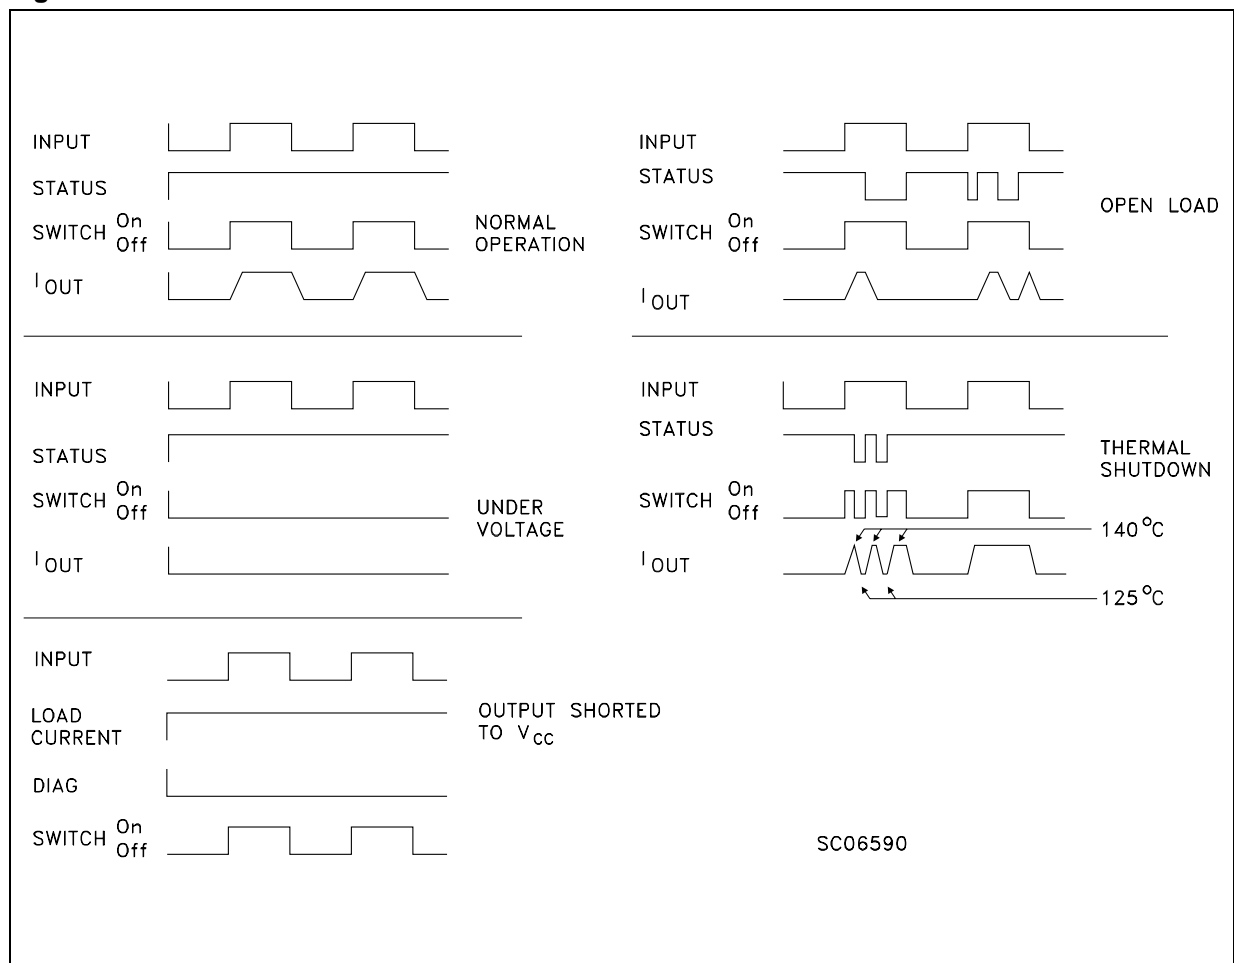 INPUT
STATUS
SWITCH On
Off
I OUT
NORMAL
OPERATION
INPUT
STATUS
SWITCH On
Off
I OUT
OPEN LOAD
INPUT
STATUS
SWITCH On
Off
I OUT
UNDER
VOLTAGE
INPUT
STATUS
SWITCH On
Off
I OUT
THERMAL
SHUTDOWN
140°C
125°C
INPUT
LOAD
CURRENT
DIAG
SWITCH On
Off
OUTPUT SHORTED
TO VCC
SC06590